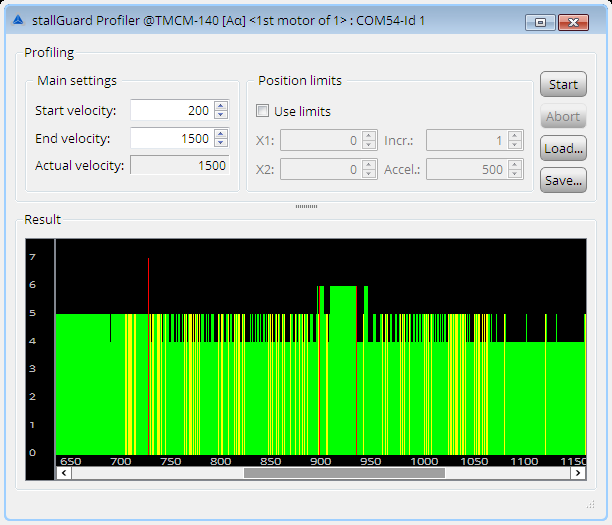 stallGuard Profiler @TMCM-140 [Aα] <1st motor of 1> : COM54-Id 1
Profiling
Main settings
Start velocity: 200
End velocity: 1500
Actual velocity: 1500
Position limits
Use limits
X1: 0 Incr.: 1
X2: 0 Accel.: 500
Start
Abort
Load...
Save...
Result
7
6
5
4
3
2
1
0
650 700 750 800 850 900 950 1000 1050 1100 1150